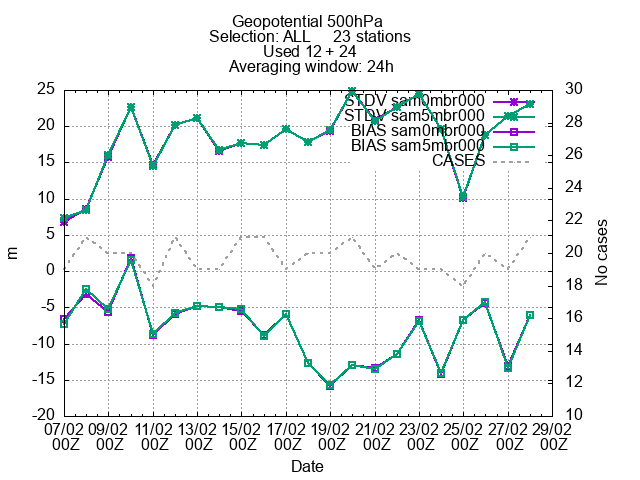 Geopotential 500hPa
Selection: ALL 23 stations
Used 12 + 24
Averaging window: 24h
STDV sam0mbr000
STDV sam5mbr000
BIAS sam0mbr000
BIAS sam5mbr000
CASES
25
20
15
10
5
0
-5
-10
-15
-20
m
30
28
26
24
22
20
18
16
14
12
10
No cases
07/02 09/02 11/02 13/02 15/02 17/02 19/02 21/02 23/02 25/02 27/02 29/02
00Z 00Z 00Z 00Z 00Z 00Z 00Z 00Z 00Z 00Z 00Z 00Z
Date